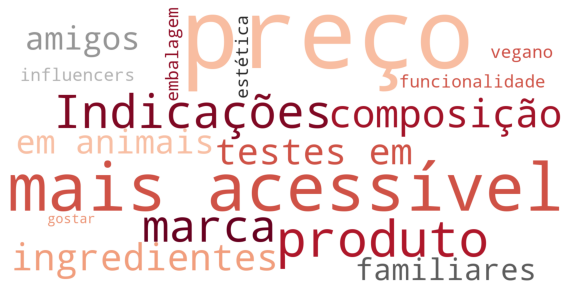 preço
amigos
embalagem
estética
vegano
influencers
funcionalidade
Indicações
composição
em animais
testes em
mais acessível
gostar
marca
produto
ingredientes
familiares